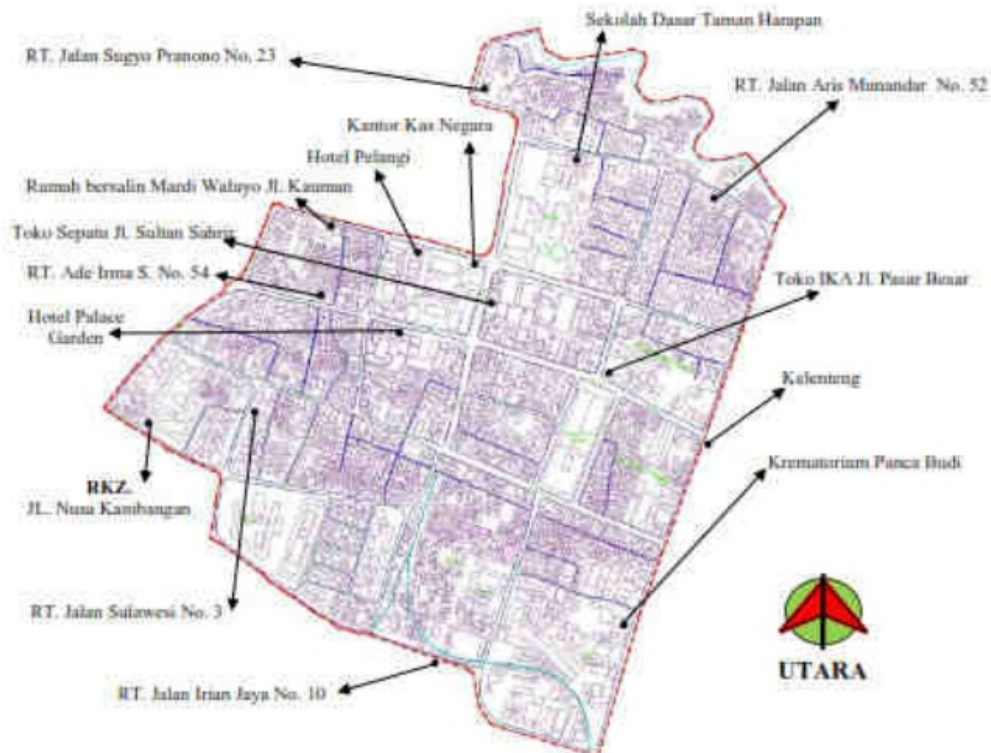 Sekolah Dasar Taman Harapan
RT. Jalan Sugyo Pranono No. 23
RT. Jalan Aris Munandar No. 52
Kantor Kas Negara
Hotel Pelangi
Rumah bersalin Mardi Waluyo Jl. Kauman
Toko Sepatu Jl. Sultan Sahrir
RT. Ade Irma S. No. 54
Toko IKA Jl. Pasar Besar
Hotel Palace
Garden
Kelenteng
Krematorium Panca Budi
RKZ.
JL. Nusa Kambangan
RT. Jalan Sulawesi No. 3
UTARA
RT. Jalan Irian Jaya No. 10